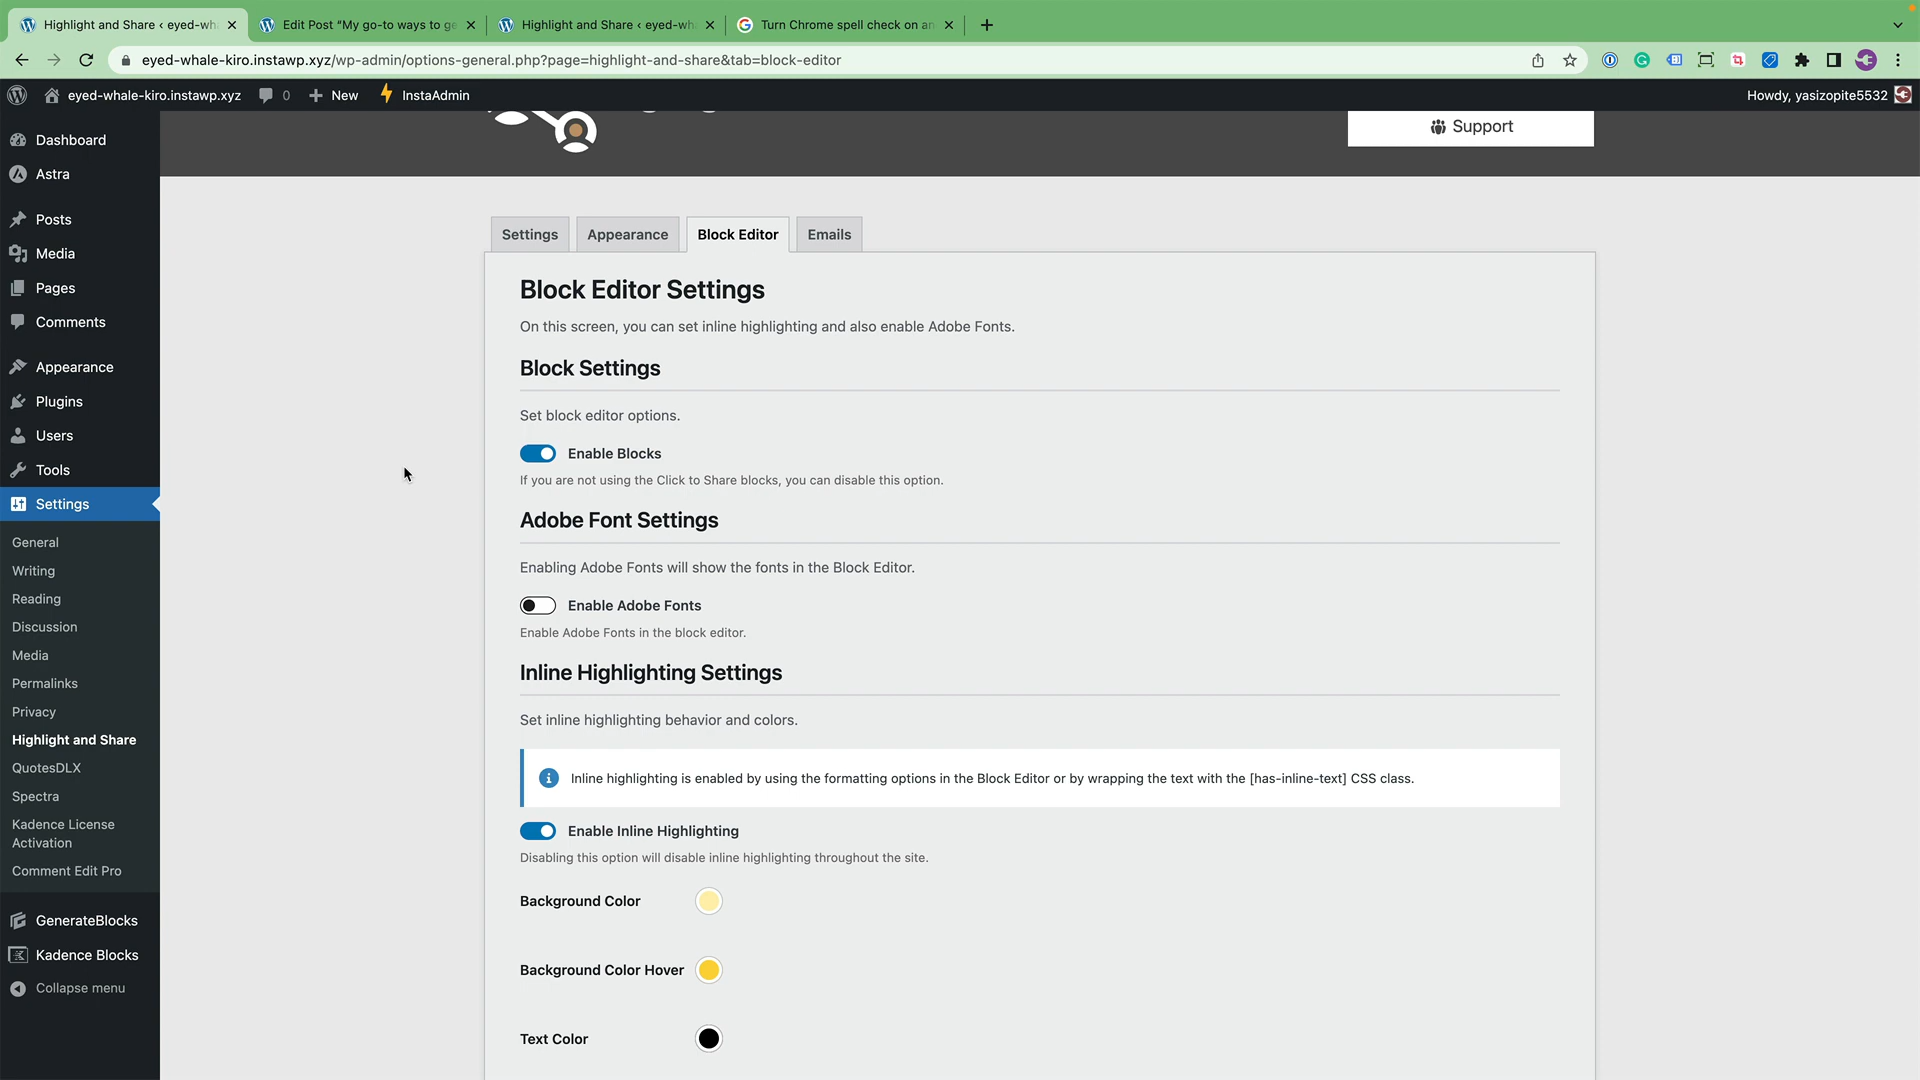 Highlight and Share ‹ eyed-wh
Edit Post “My go-to ways to ge
Highlight and Share ‹ eyed-wh
Turn Chrome spell check on an
eyed-whale-kiro.instawp.xyz/wp-admin/options-general.php?page=highlight-and-share&tab=block-editor
eyed-whale-kiro.instawp.xyz
0
New
InstaAdmin
Howdy, yasizopite5532
Dashboard
Astra
Posts
Media
Pages
Comments
Appearance
Plugins
Users
Tools
Settings
General
Writing
Reading
Discussion
Media
Permalinks
Privacy
Highlight and Share
QuotesDLX
Spectra
Kadence License
Activation
Comment Edit Pro
GenerateBlocks
Kadence Blocks
Collapse menu
Support
Settings
Appearance
Block Editor
Emails
Block Editor Settings
On this screen, you can set inline highlighting and also enable Adobe Fonts.
Block Settings
Set block editor options.
Enable Blocks
If you are not using the Click to Share blocks, you can disable this option.
Adobe Font Settings
Enabling Adobe Fonts will show the fonts in the Block Editor.
Enable Adobe Fonts
Enable Adobe Fonts in the block editor.
Inline Highlighting Settings
Set inline highlighting behavior and colors.
Inline highlighting is enabled by using the formatting options in the Block Editor or by wrapping the text with the [has-inline-text] CSS class.
Enable Inline Highlighting
Disabling this option will disable inline highlighting throughout the site.
Background Color
Background Color Hover
Text Color